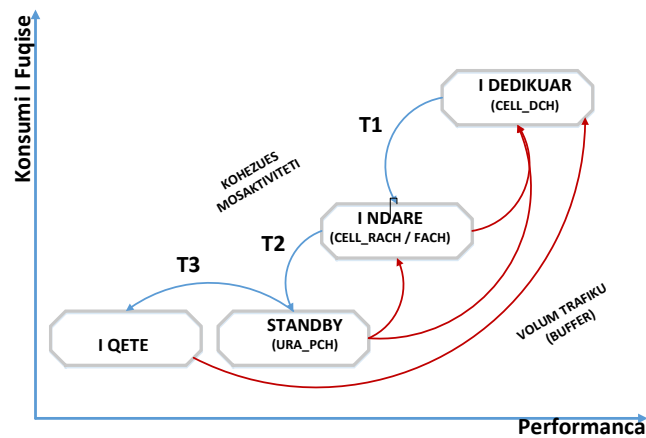 Konsumi I Fuqise
I DEDIKUAR
(CELL_DCH)
T1
KOHEZUES
MOSAKTIVITETI
I NDARE
(CELL_RACH / FACH)
T2
T3
STANDBY
(URA_PCH)
I QETE
VOLUM TRAFIKU
(BUFFER)
Performanca